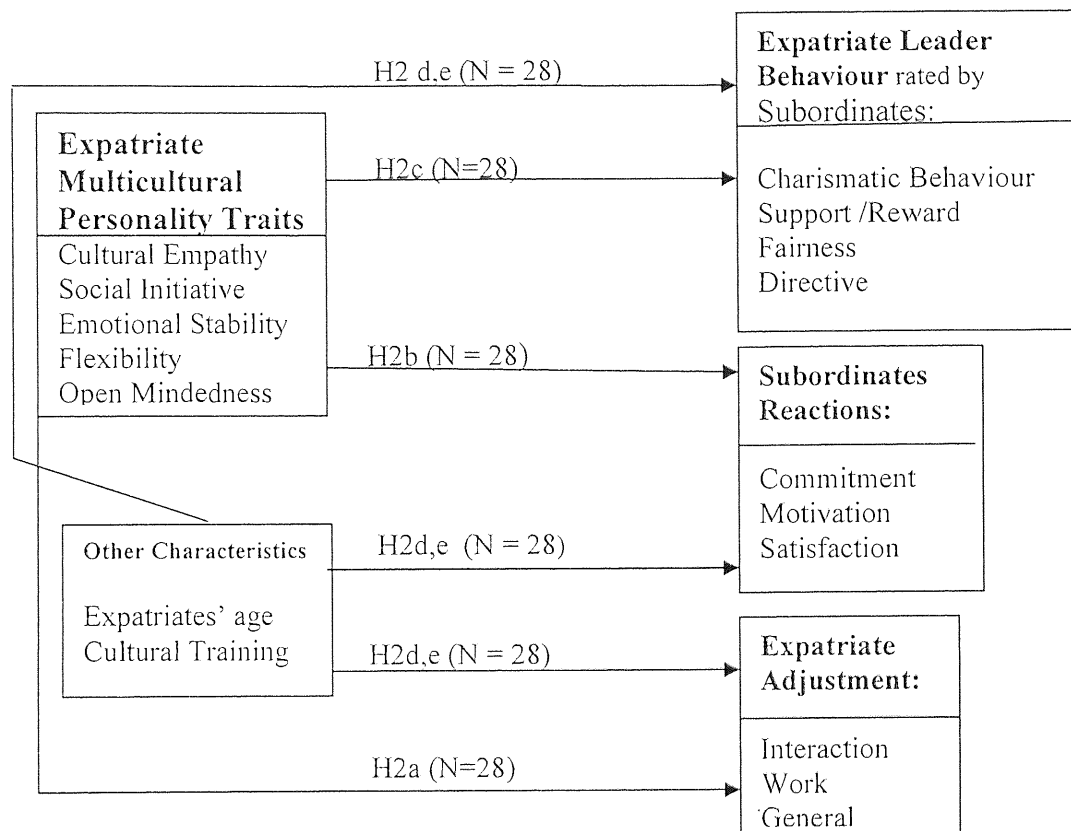 H2 d,e (N = 28)
Expatriate Leader
Behaviour rated by
Subordinates:
Charismatic Behaviour
Support /Reward
Fairness
Directive
Expatriate
Multicultural
Personality Traits
Cultural Empathy
Social Initiative
Emotional Stability
Flexibility
Open Mindedness
H2c (N=28)
H2b (N = 28)
Subordinates
Reactions:
Commitment
Motivation
Satisfaction
Other Characteristics
Expatriates' age
Cultural Training
H2d,e (N = 28)
H2d,e (N = 28)
Expatriate
Adjustment:
Interaction
Work
General
H2a (N=28)